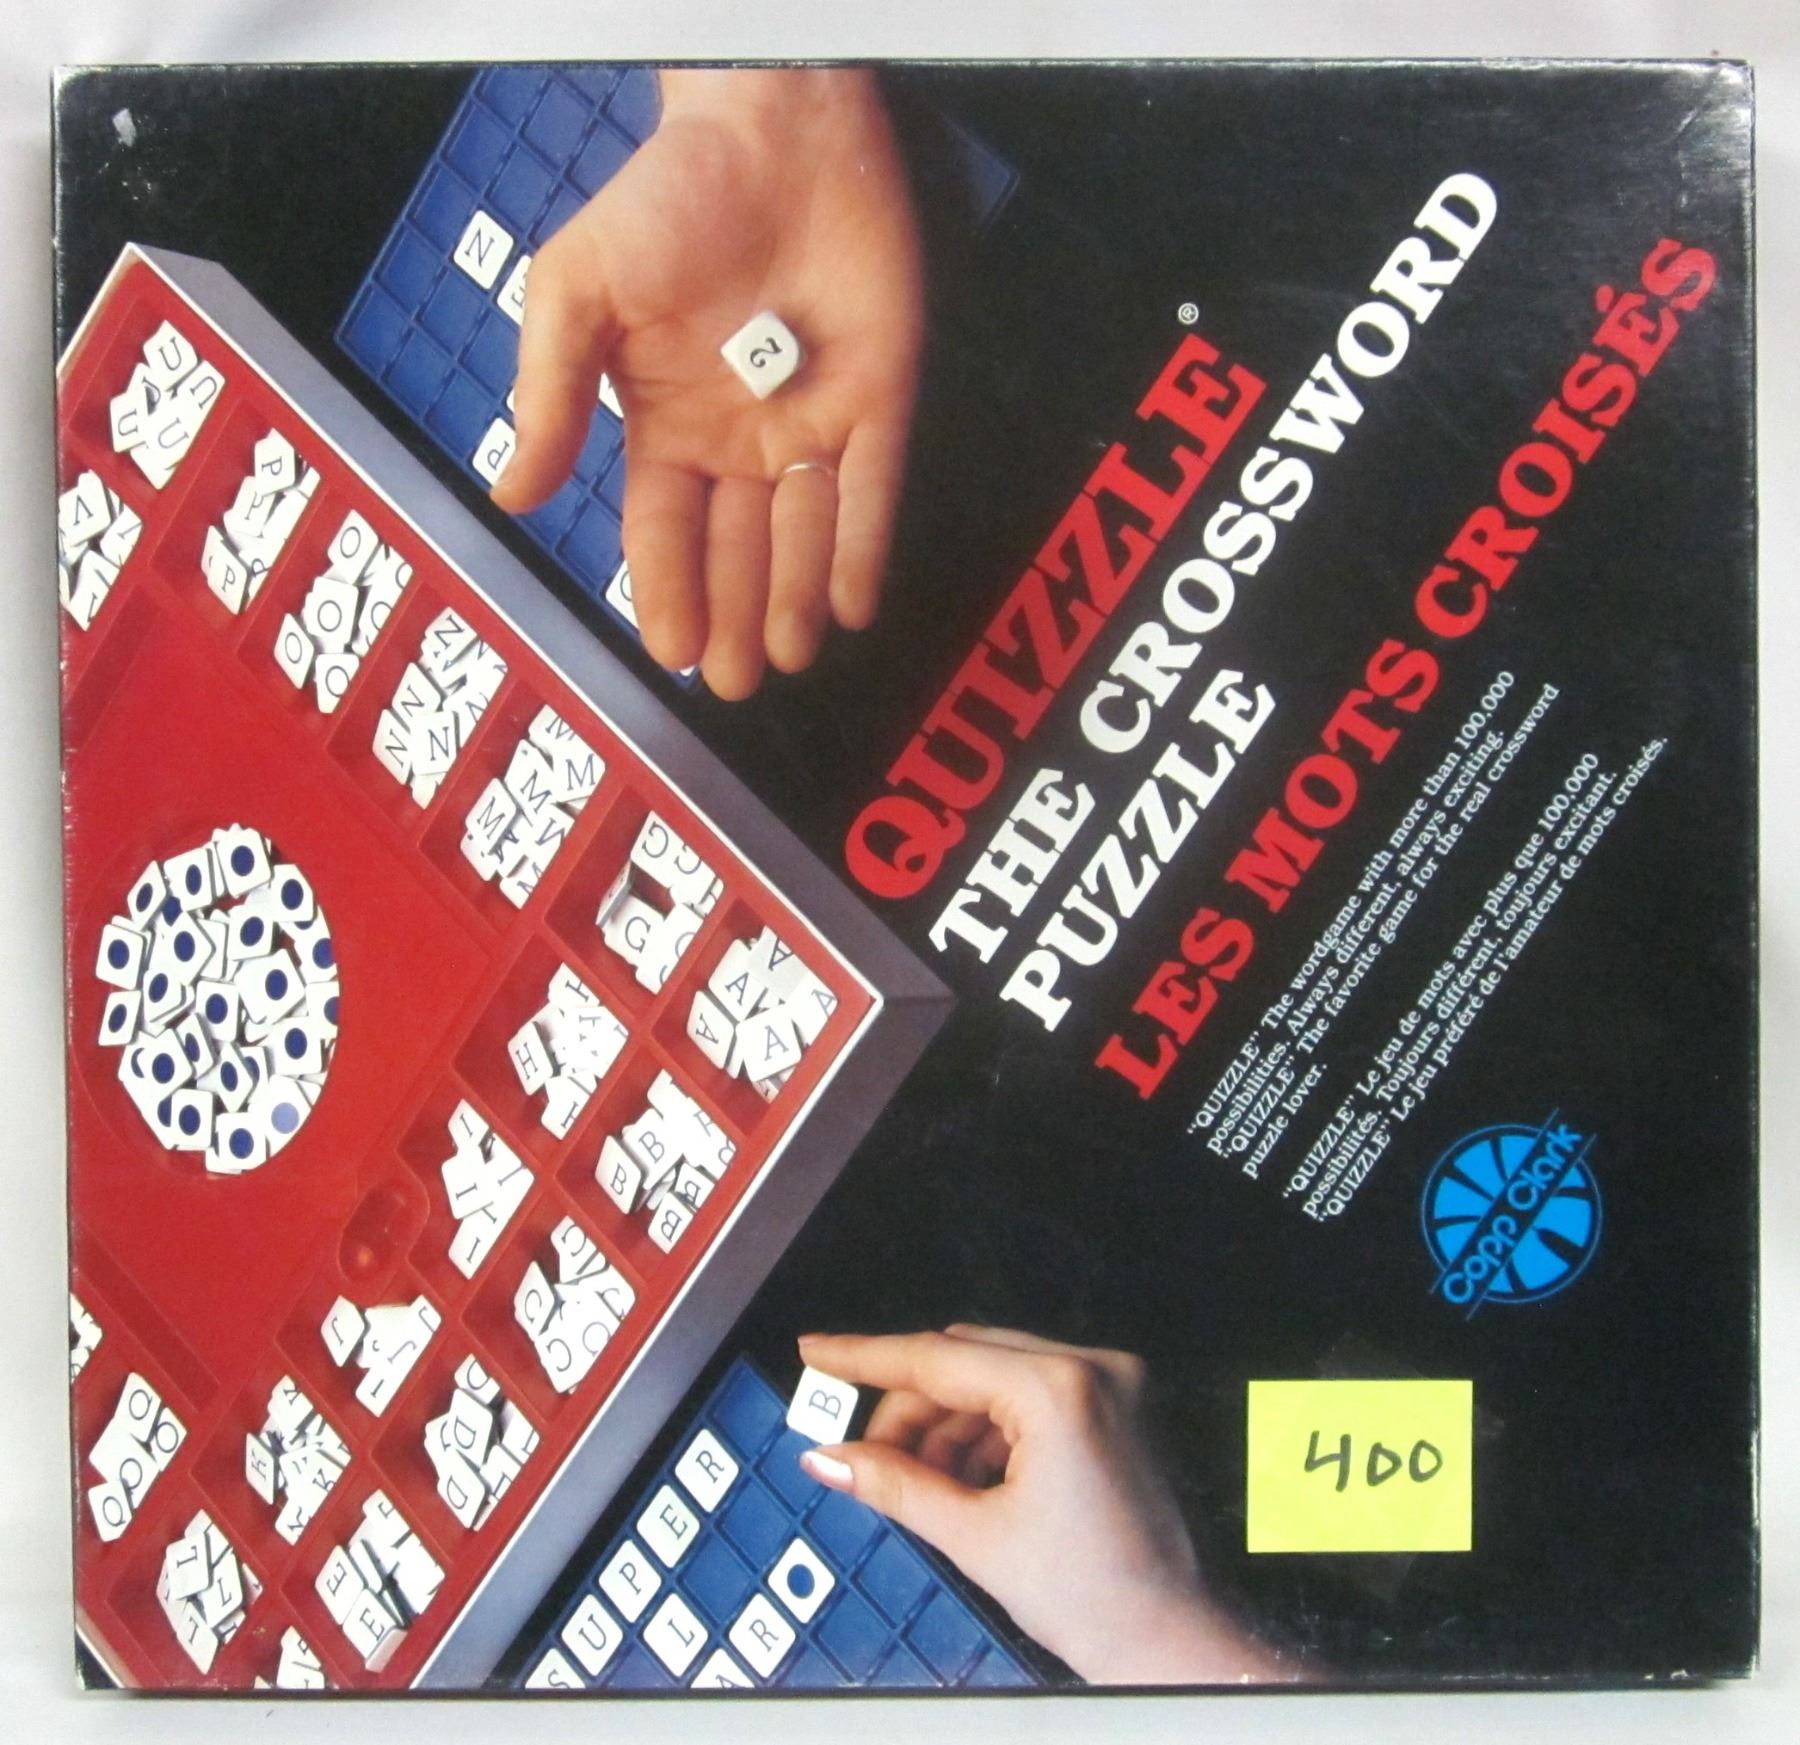 QUIZZLE®
THE CROSSWORD
PUZZLE
LES MOTS CROISÉS
"QUIZZLE" The wordgame with more than 100.000
possibilities. Always different, always exciting.
"QUIZZLE" The favorite game for the real crossword
puzzle lover.
"QUIZZLE" Le jeu de mots avec plus que 100.000
possibilités. Toujours différent, toujours excitant.
"QUIZZLE" Le jeu préféré de l'amateur de mots croisés.
Copp Clark
400
N
P
2
B
SUPER
L
AR